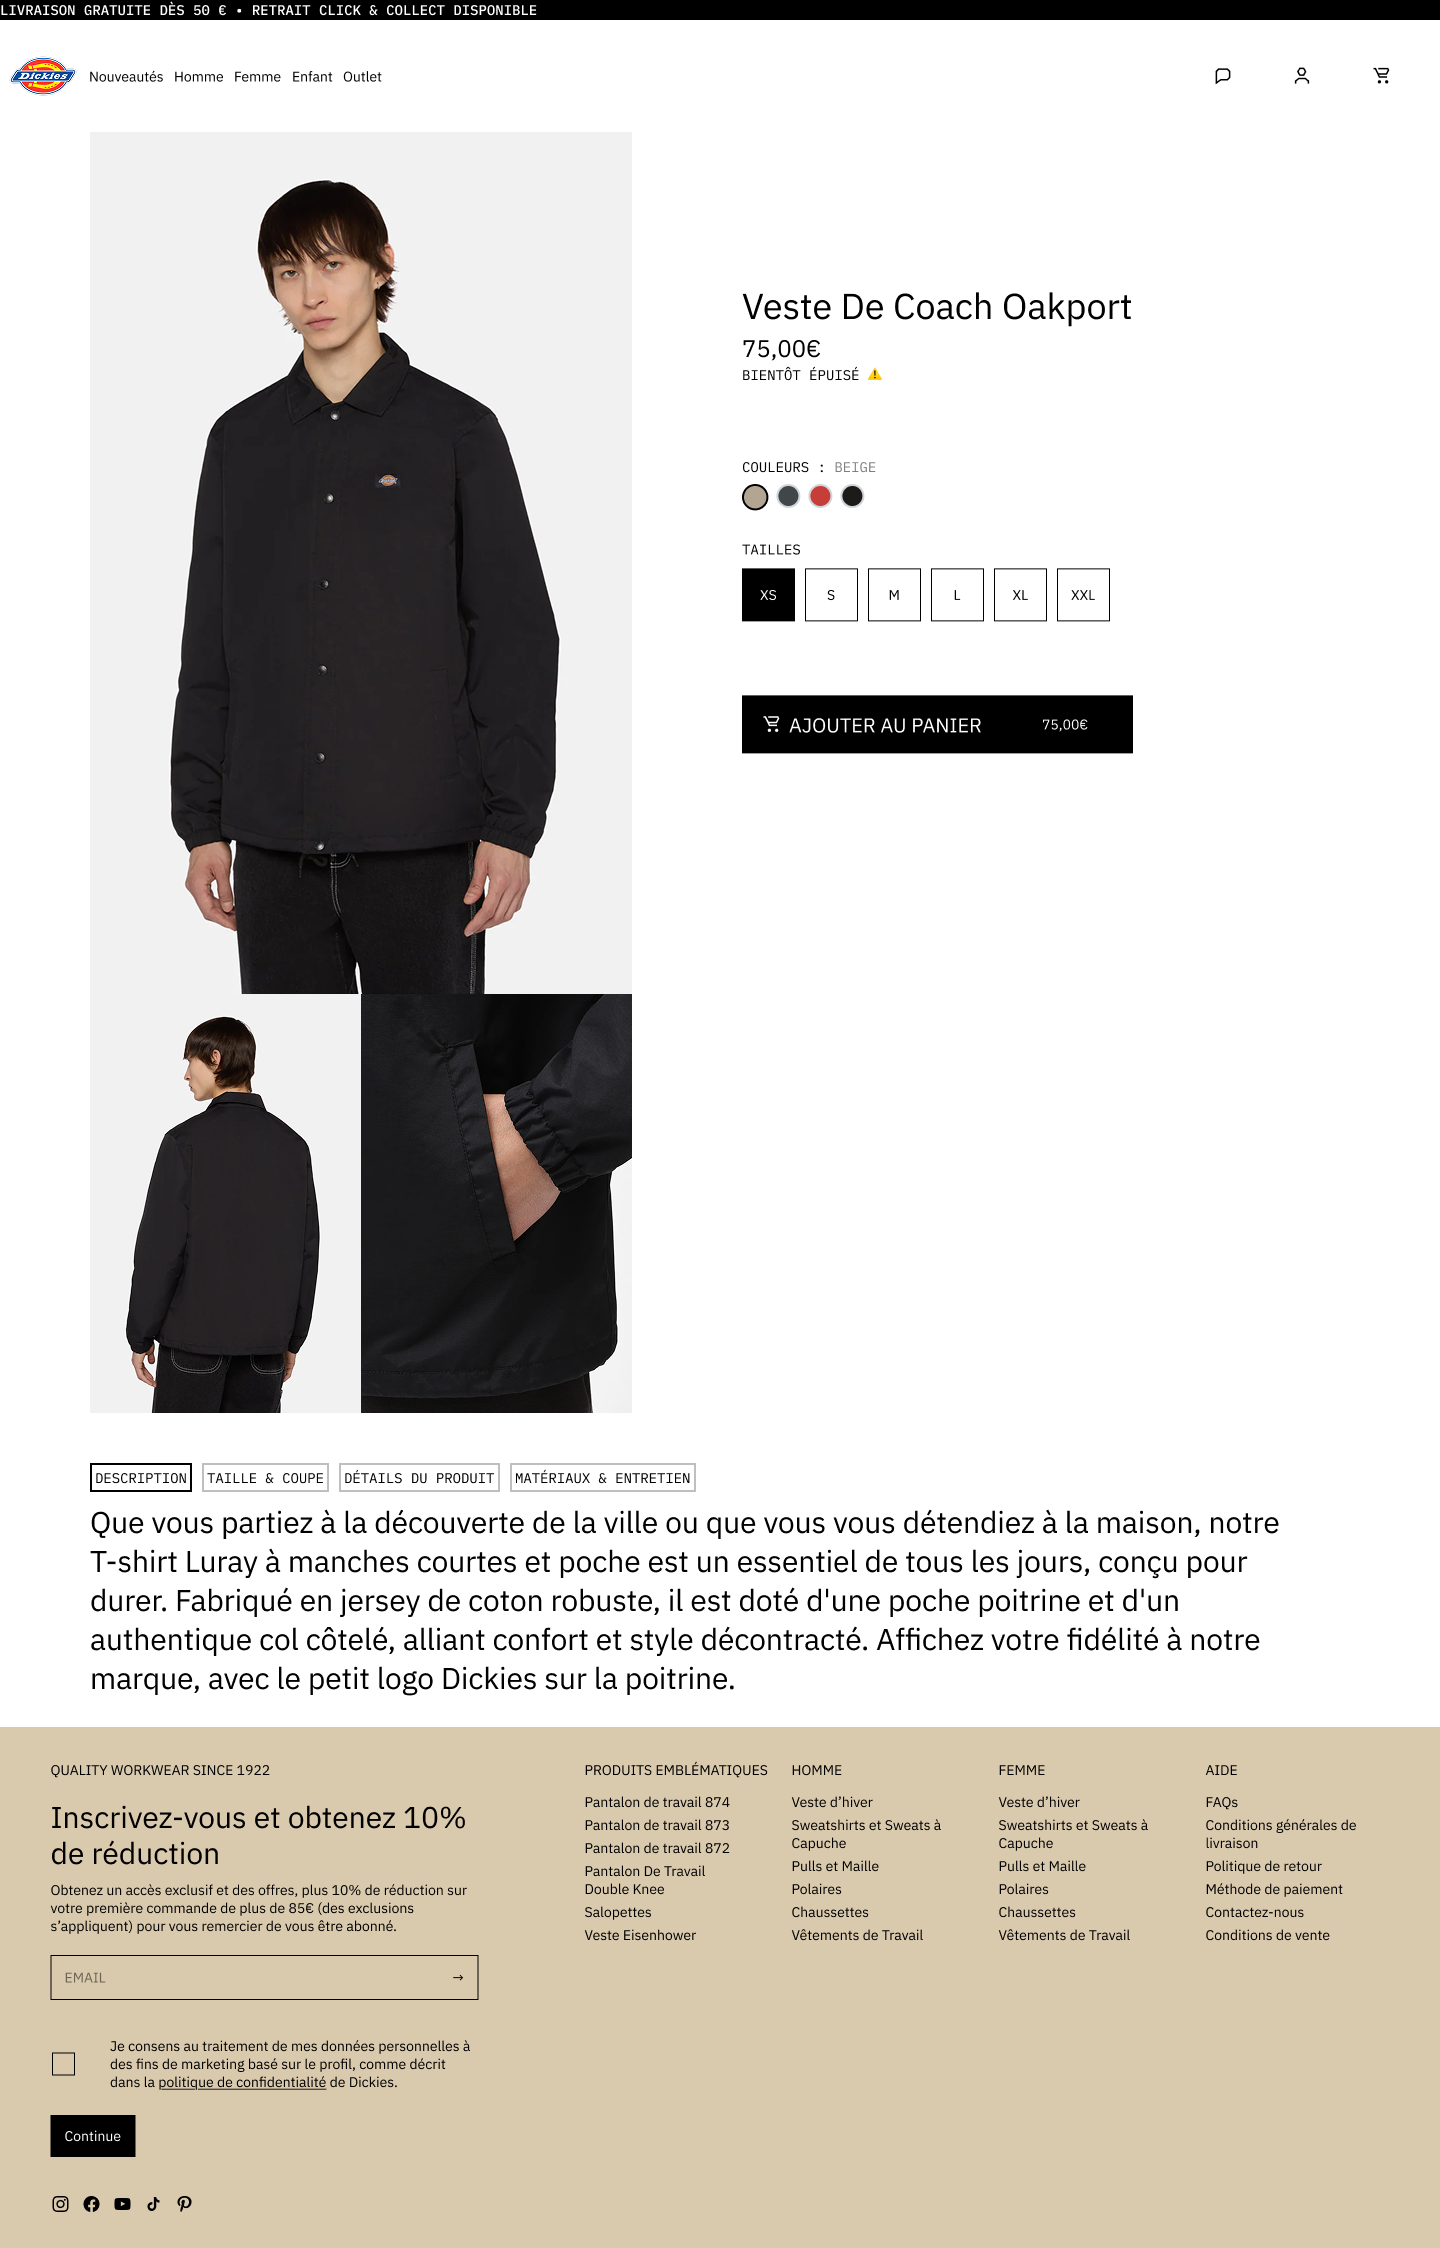 LIVRAISON GRATUITE DÈS 50 € • RETRAIT CLICK & COLLECT DISPONIBLE
Dickies
Nouveautés Homme Femme Enfant Outlet
Veste De Coach Oakport
75,00€
BIENTÔT ÉPUISÉ
COULEURS : BEIGE
TAILLES
XS S M L XL XXL
AJOUTER AU PANIER 75,00€
DESCRIPTION TAILLE & COUPE DÉTAILS DU PRODUIT MATÉRIAUX & ENTRETIEN
Que vous partiez à la découverte de la ville ou que vous vous détendiez à la maison, notre
T-shirt Luray à manches courtes et poche est un essentiel de tous les jours, conçu pour
durer. Fabriqué en jersey de coton robuste, il est doté d'une poche poitrine et d'un
authentique col côtelé, alliant confort et style décontracté. Affichez votre fidélité à notre
marque, avec le petit logo Dickies sur la poitrine.
QUALITY WORKWEAR SINCE 1922
Inscrivez-vous et obtenez 10%
de réduction
Obtenez un accès exclusif et des offres, plus 10% de réduction sur
votre première commande de plus de 85€ (des exclusions
s’appliquent) pour vous remercier de vous être abonné.
EMAIL →
Je consens au traitement de mes données personnelles à
des fins de marketing basé sur le profil, comme décrit
dans la politique de confidentialité de Dickies.
Continue
PRODUITS EMBLÉMATIQUES
Pantalon de travail 874
Pantalon de travail 873
Pantalon de travail 872
Pantalon De Travail
Double Knee
Salopettes
Veste Eisenhower
HOMME
Veste d’hiver
Sweatshirts et Sweats à
Capuche
Pulls et Maille
Polaires
Chaussettes
Vêtements de Travail
FEMME
Veste d’hiver
Sweatshirts et Sweats à
Capuche
Pulls et Maille
Polaires
Chaussettes
Vêtements de Travail
AIDE
FAQs
Conditions générales de
livraison
Politique de retour
Méthode de paiement
Contactez-nous
Conditions de vente